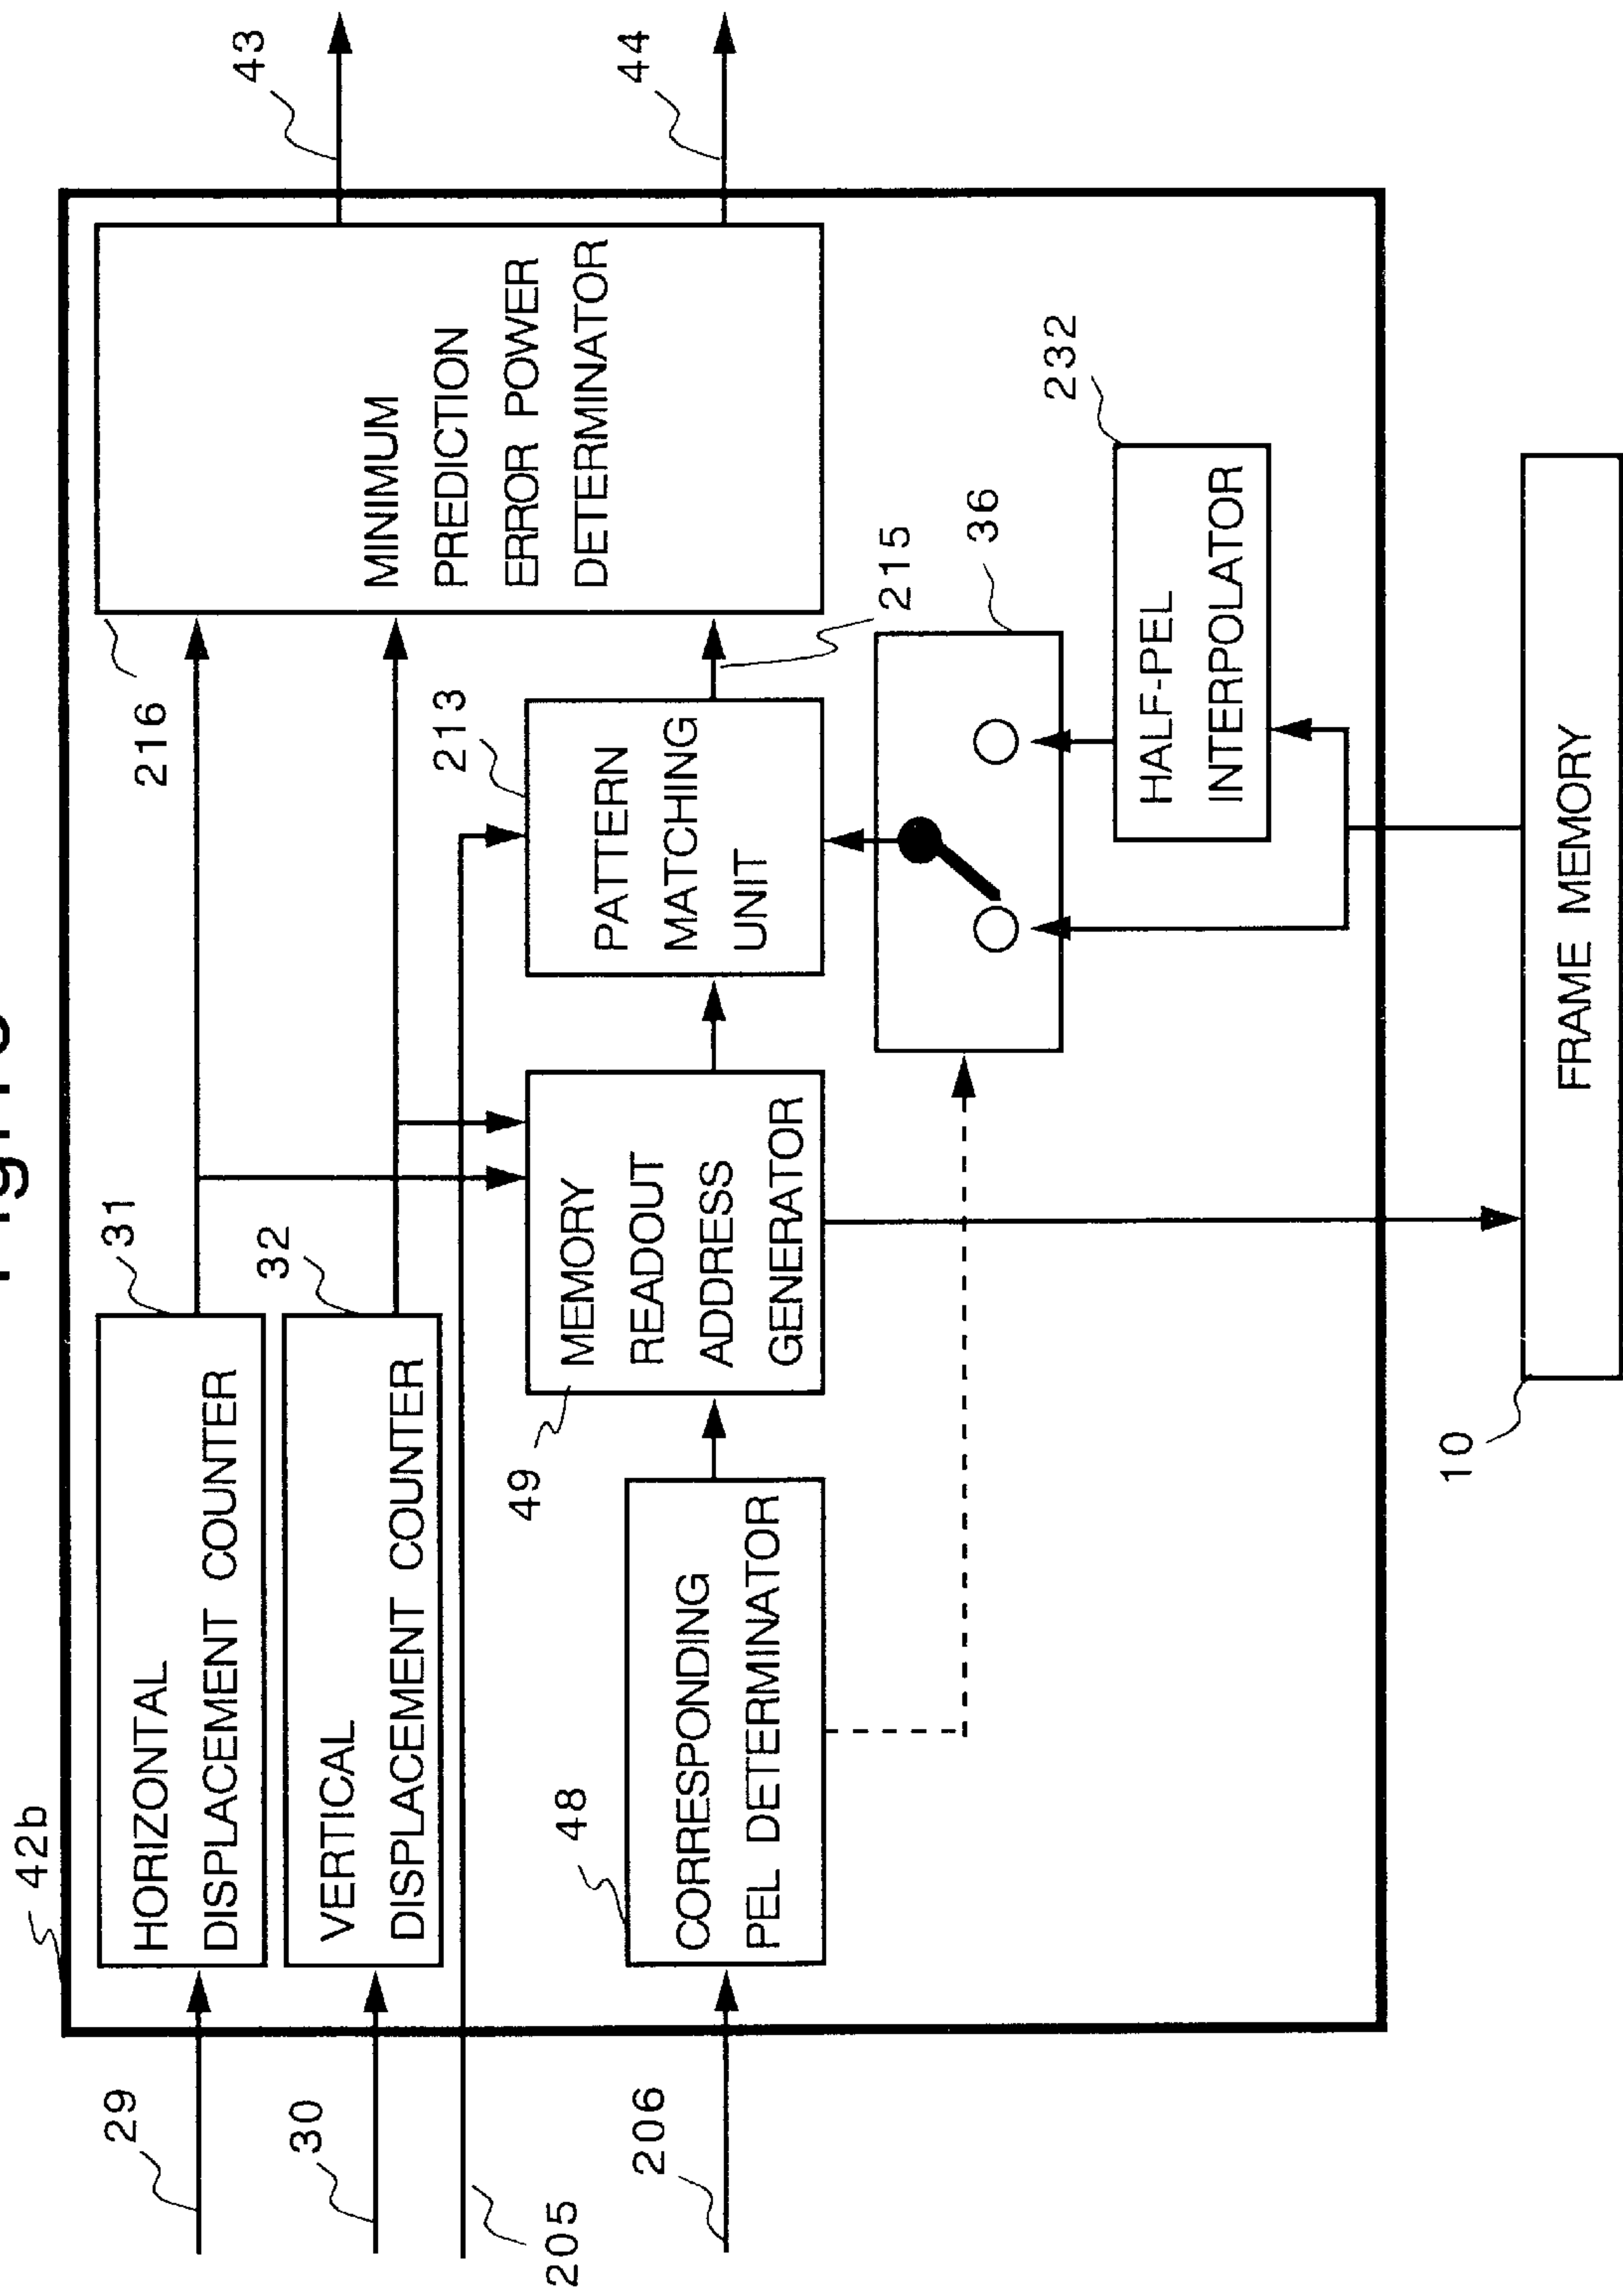 42b
29
HORIZONTAL
DISPLACEMENT COUNTER
31
30
VERTICAL
DISPLACEMENT COUNTER
32
205
206
48
CORRESPONDING
PEL DETERMINATOR
49
MEMORY
READOUT
ADDRESS
GENERATOR
213
PATTERN
MATCHING
UNIT
215
216
MINIMUM
PREDICTION
ERROR POWER
DETERMINATOR
43
44
36
232
HALF-PEL
INTERPOLATOR
10
FRAME MEMORY